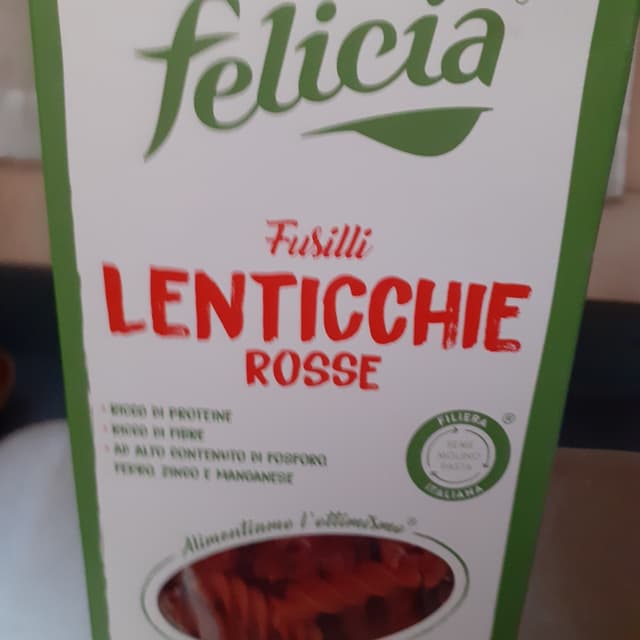 felicia
Fusilli
LENTICCHIE
ROSSE
RICCO DI PROTEINE
RICCO DI FIBRE
AD ALTO CONTENUTO DI FOSFORO,
FERRO, ZINCO E MANGANESE
FILIERA
SEME
MOLINO
PASTA
ITALIANA
Alimentiamo l'ottimismo